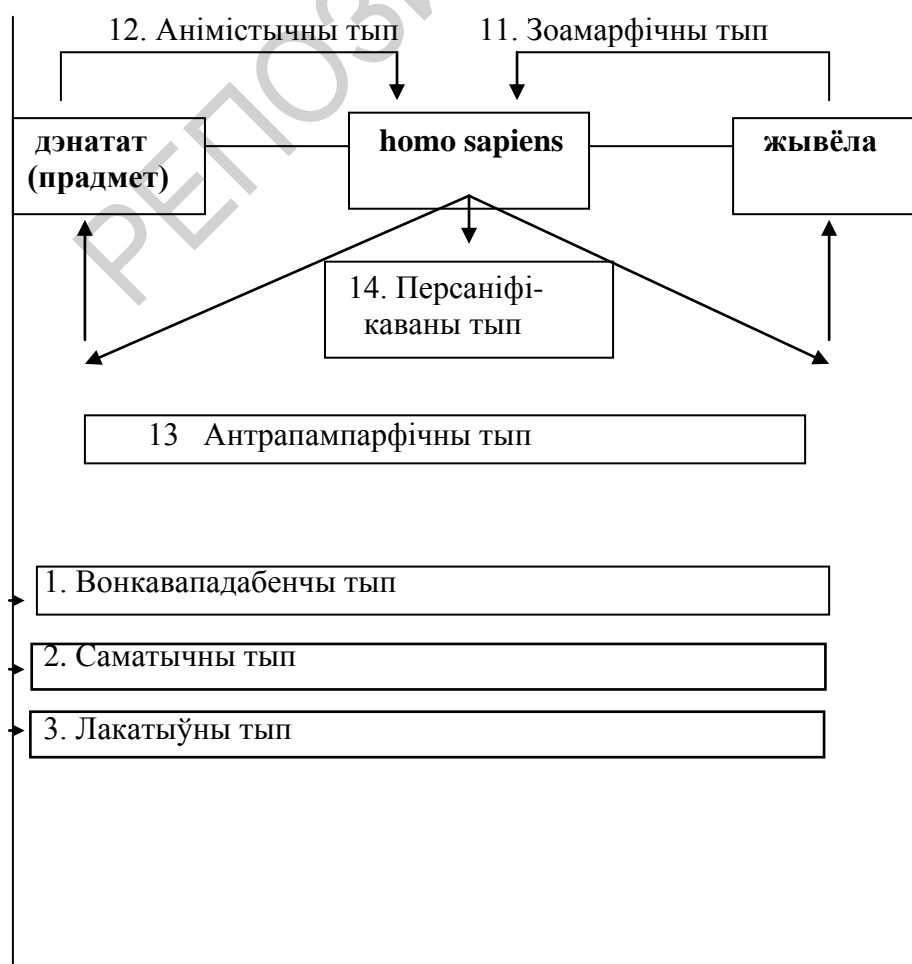 12. Анімістычны тып
11. Зоамарфічны тып
дэнатат
(прадмет)
homo sapiens
жывёла
14. Персаніфі-
каваны тып
13 Антрапампарфічны тып
1. Вонкавападабенчы тып
2. Саматычны тып
3. Лакатыўны тып